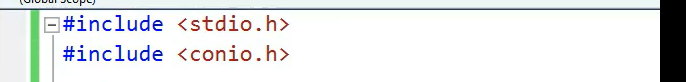 (Global Scope)
#include <stdio.h>
#include <conio.h>